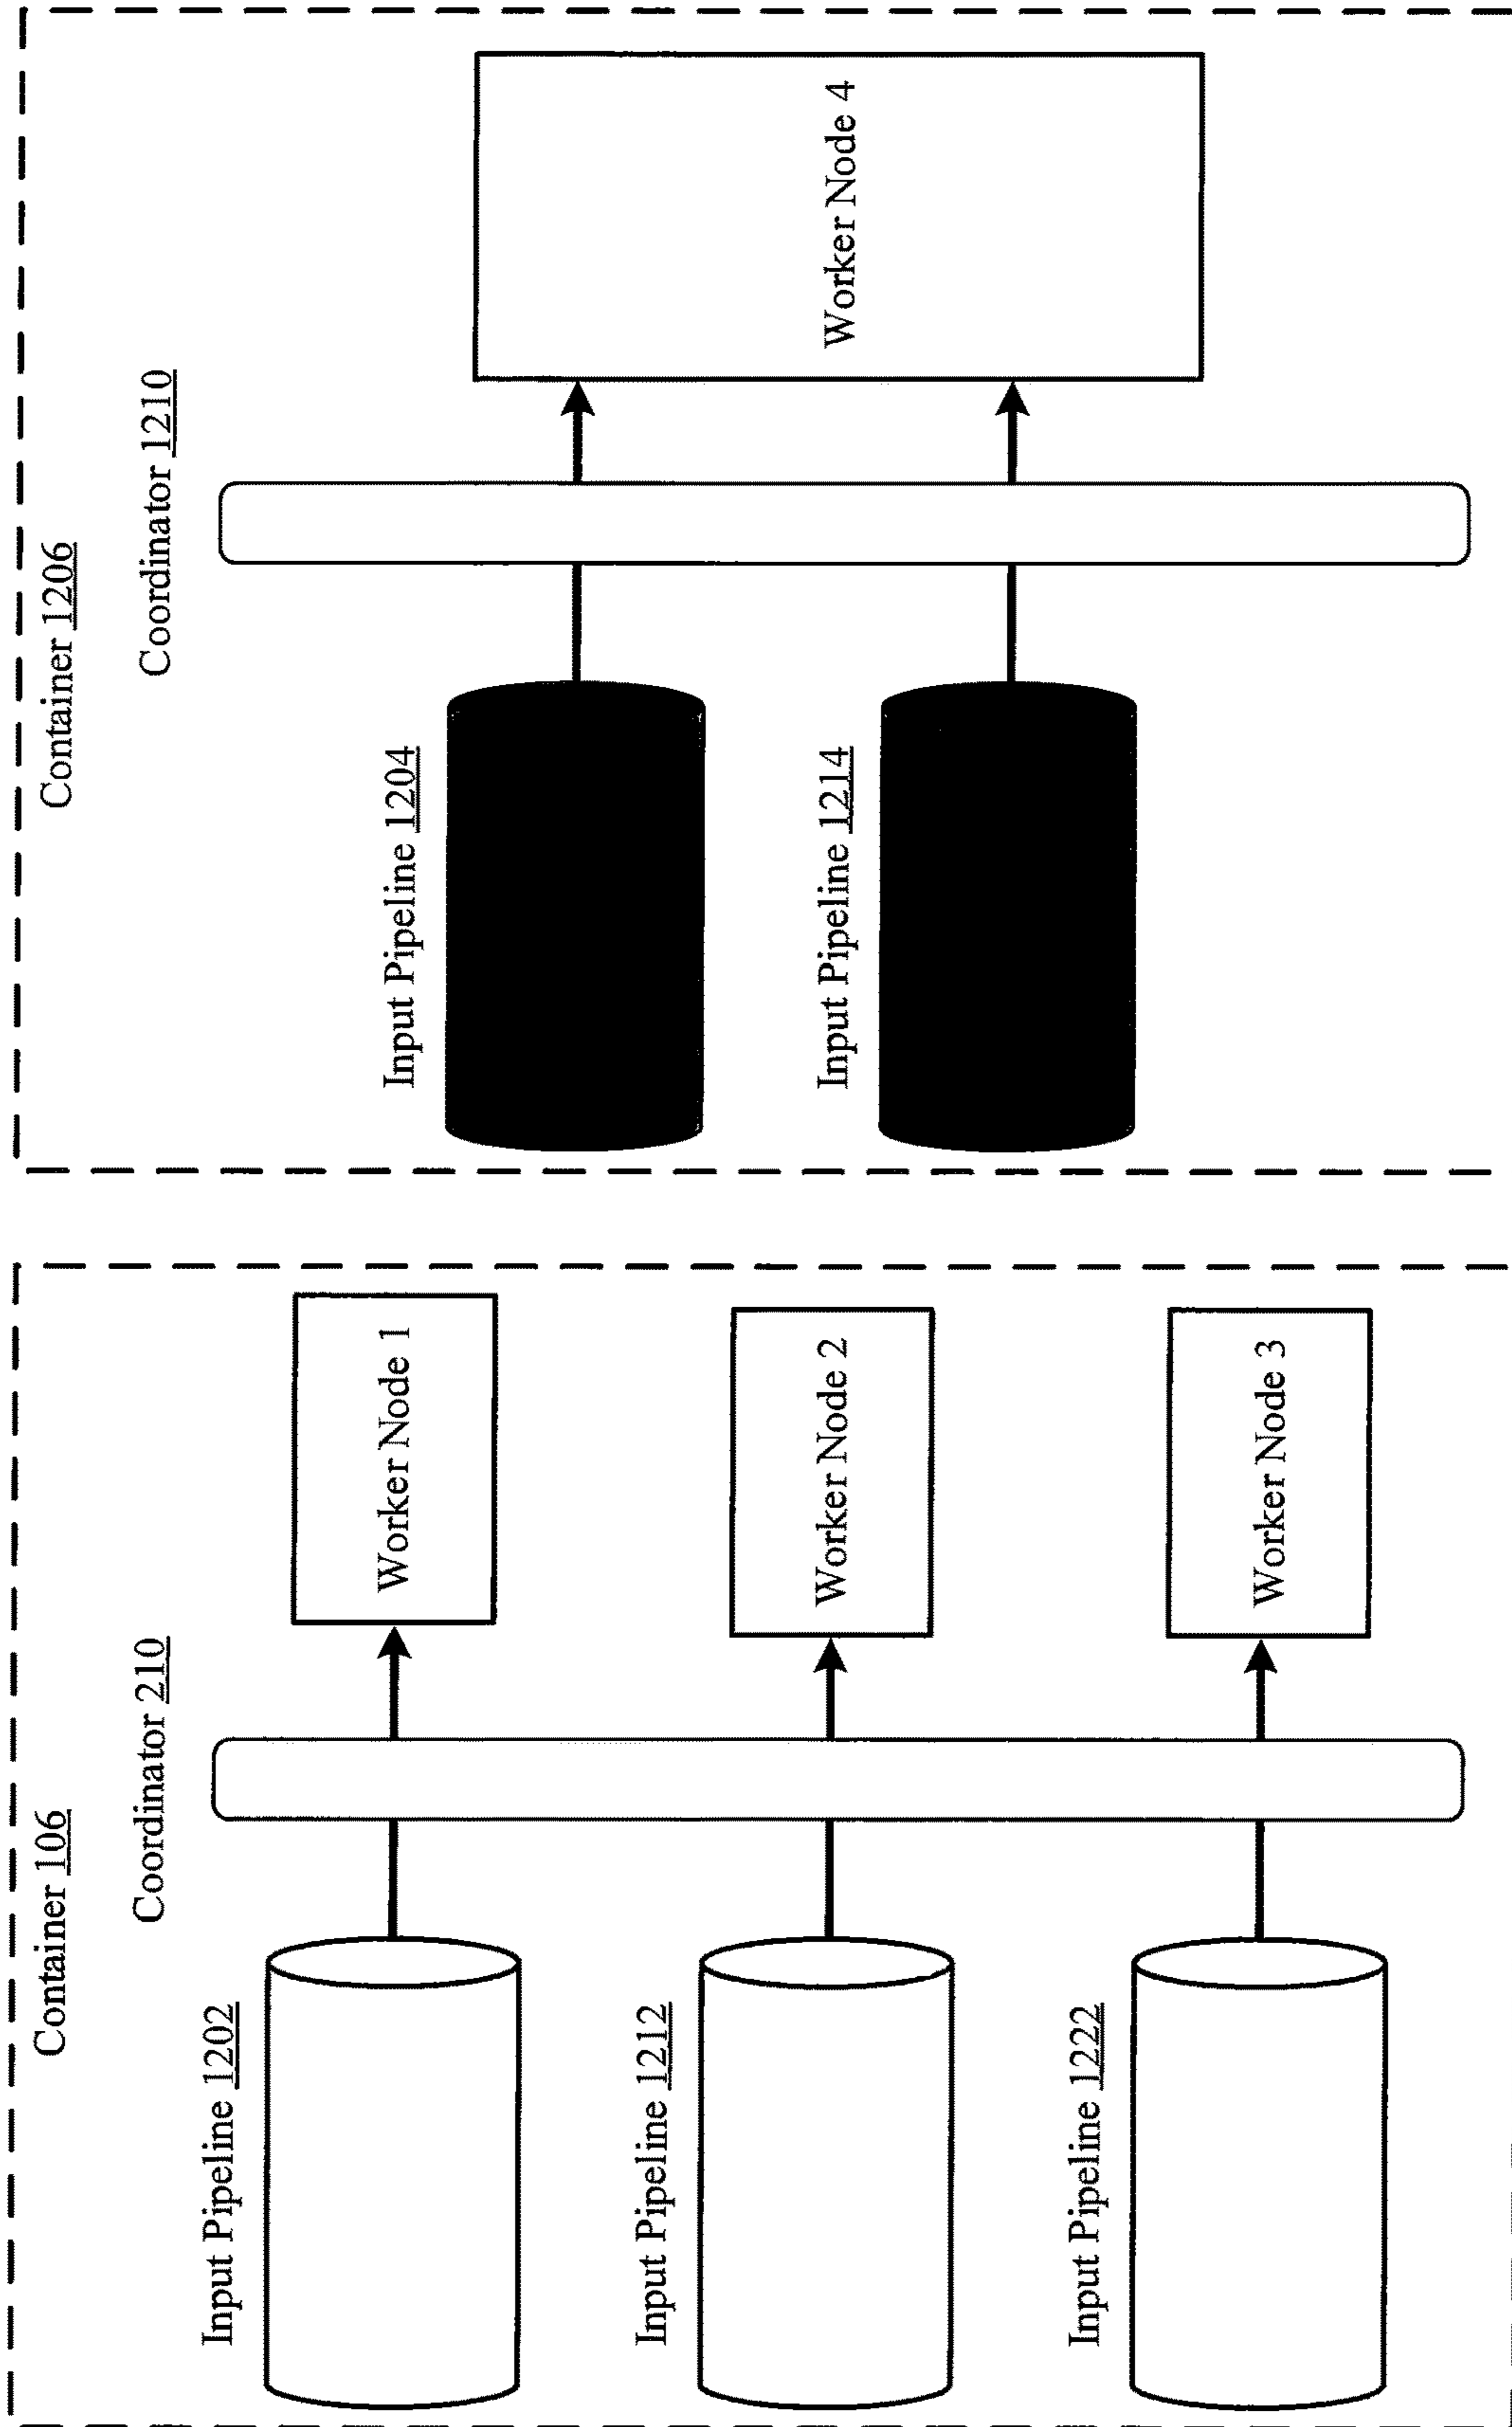 Container 106
Coordinator 210
Input Pipeline 1202
Worker Node 1
Input Pipeline 1212
Worker Node 2
Input Pipeline 1222
Worker Node 3
Container 1206
Coordinator 1210
Input Pipeline 1204
Input Pipeline 1214
Worker Node 4